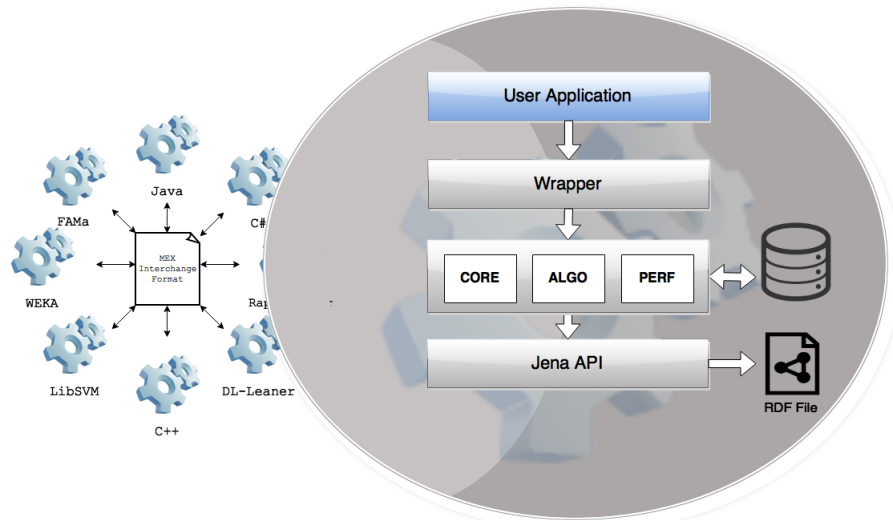 User Application
Java
Wrapper
FAMa
C#
MEX
Interchange
Format
CORE ALGO PERF
WEKA
Rap
LibSVM
DL-Leaner
Jena API
RDF File
C++